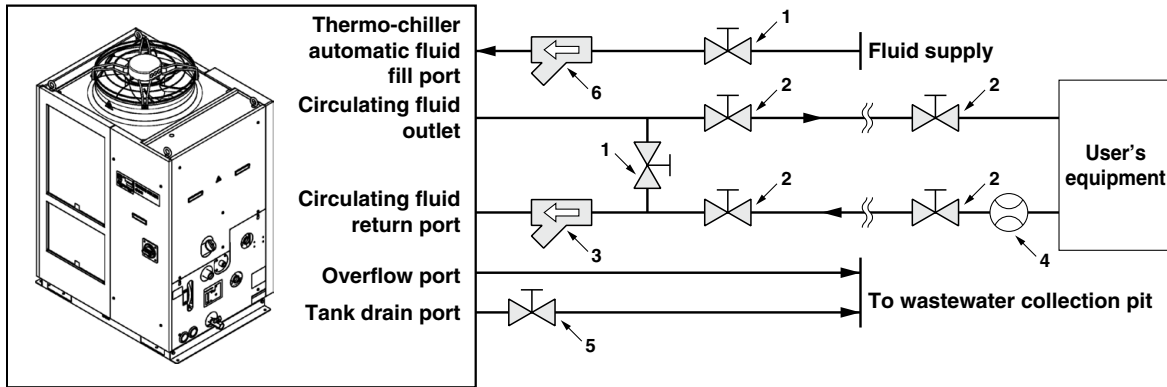 Thermo-chiller
automatic fluid
fill port
1
Fluid supply
6
Circulating fluid
outlet
2
2
1
User's
equipment
Circulating fluid
return port
2
2
3
4
Overflow port
To wastewater collection pit
Tank drain port
5